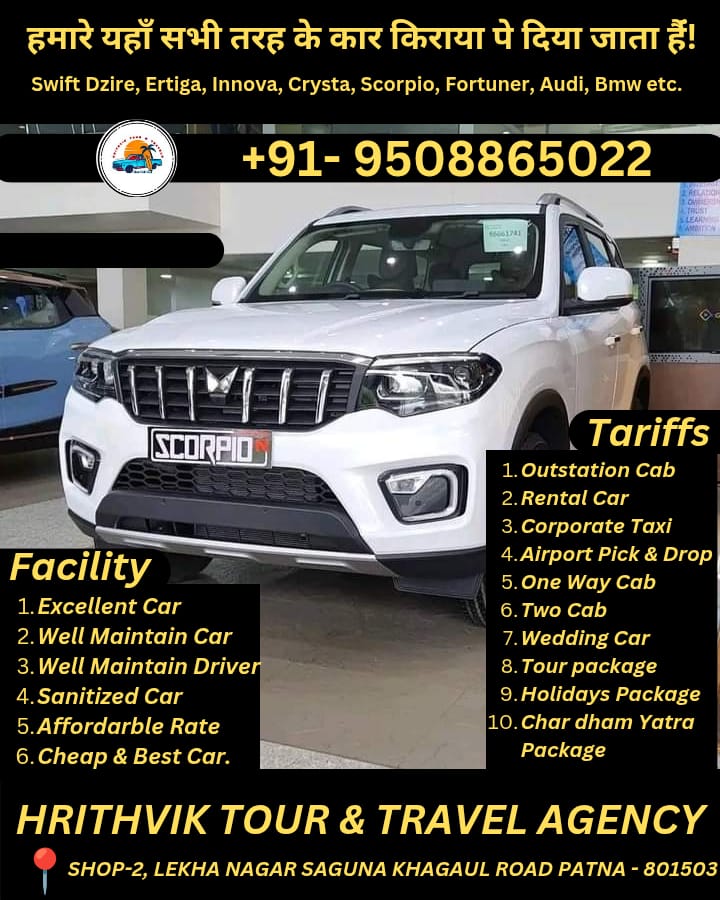 हमारे यहाँ सभी तरह के कार किराया पे दिया जाता हैं!
Swift Dzire, Ertiga, Innova, Crysta, Scorpio, Fortuner, Audi, Bmw etc.
+91- 9508865022
TRUST
SCORPIO N
Tariffs
1. Outstation Cab
2. Rental Car
3. Corporate Taxi
4. Airport Pick & Drop
5. One Way Cab
6. Two Cab
7. Wedding Car
8. Tour package
9. Holidays Package
10. Char dham Yatra
Package
Facility
1. Excellent Car
2. Well Maintain Car
3. Well Maintain Driver
4. Sanitized Car
5. Affordarble Rate
6. Cheap & Best Car.
HRITHVIK TOUR & TRAVEL AGENCY
SHOP-2, LEKHA NAGAR SAGUNA KHAGAUL ROAD PATNA - 801503